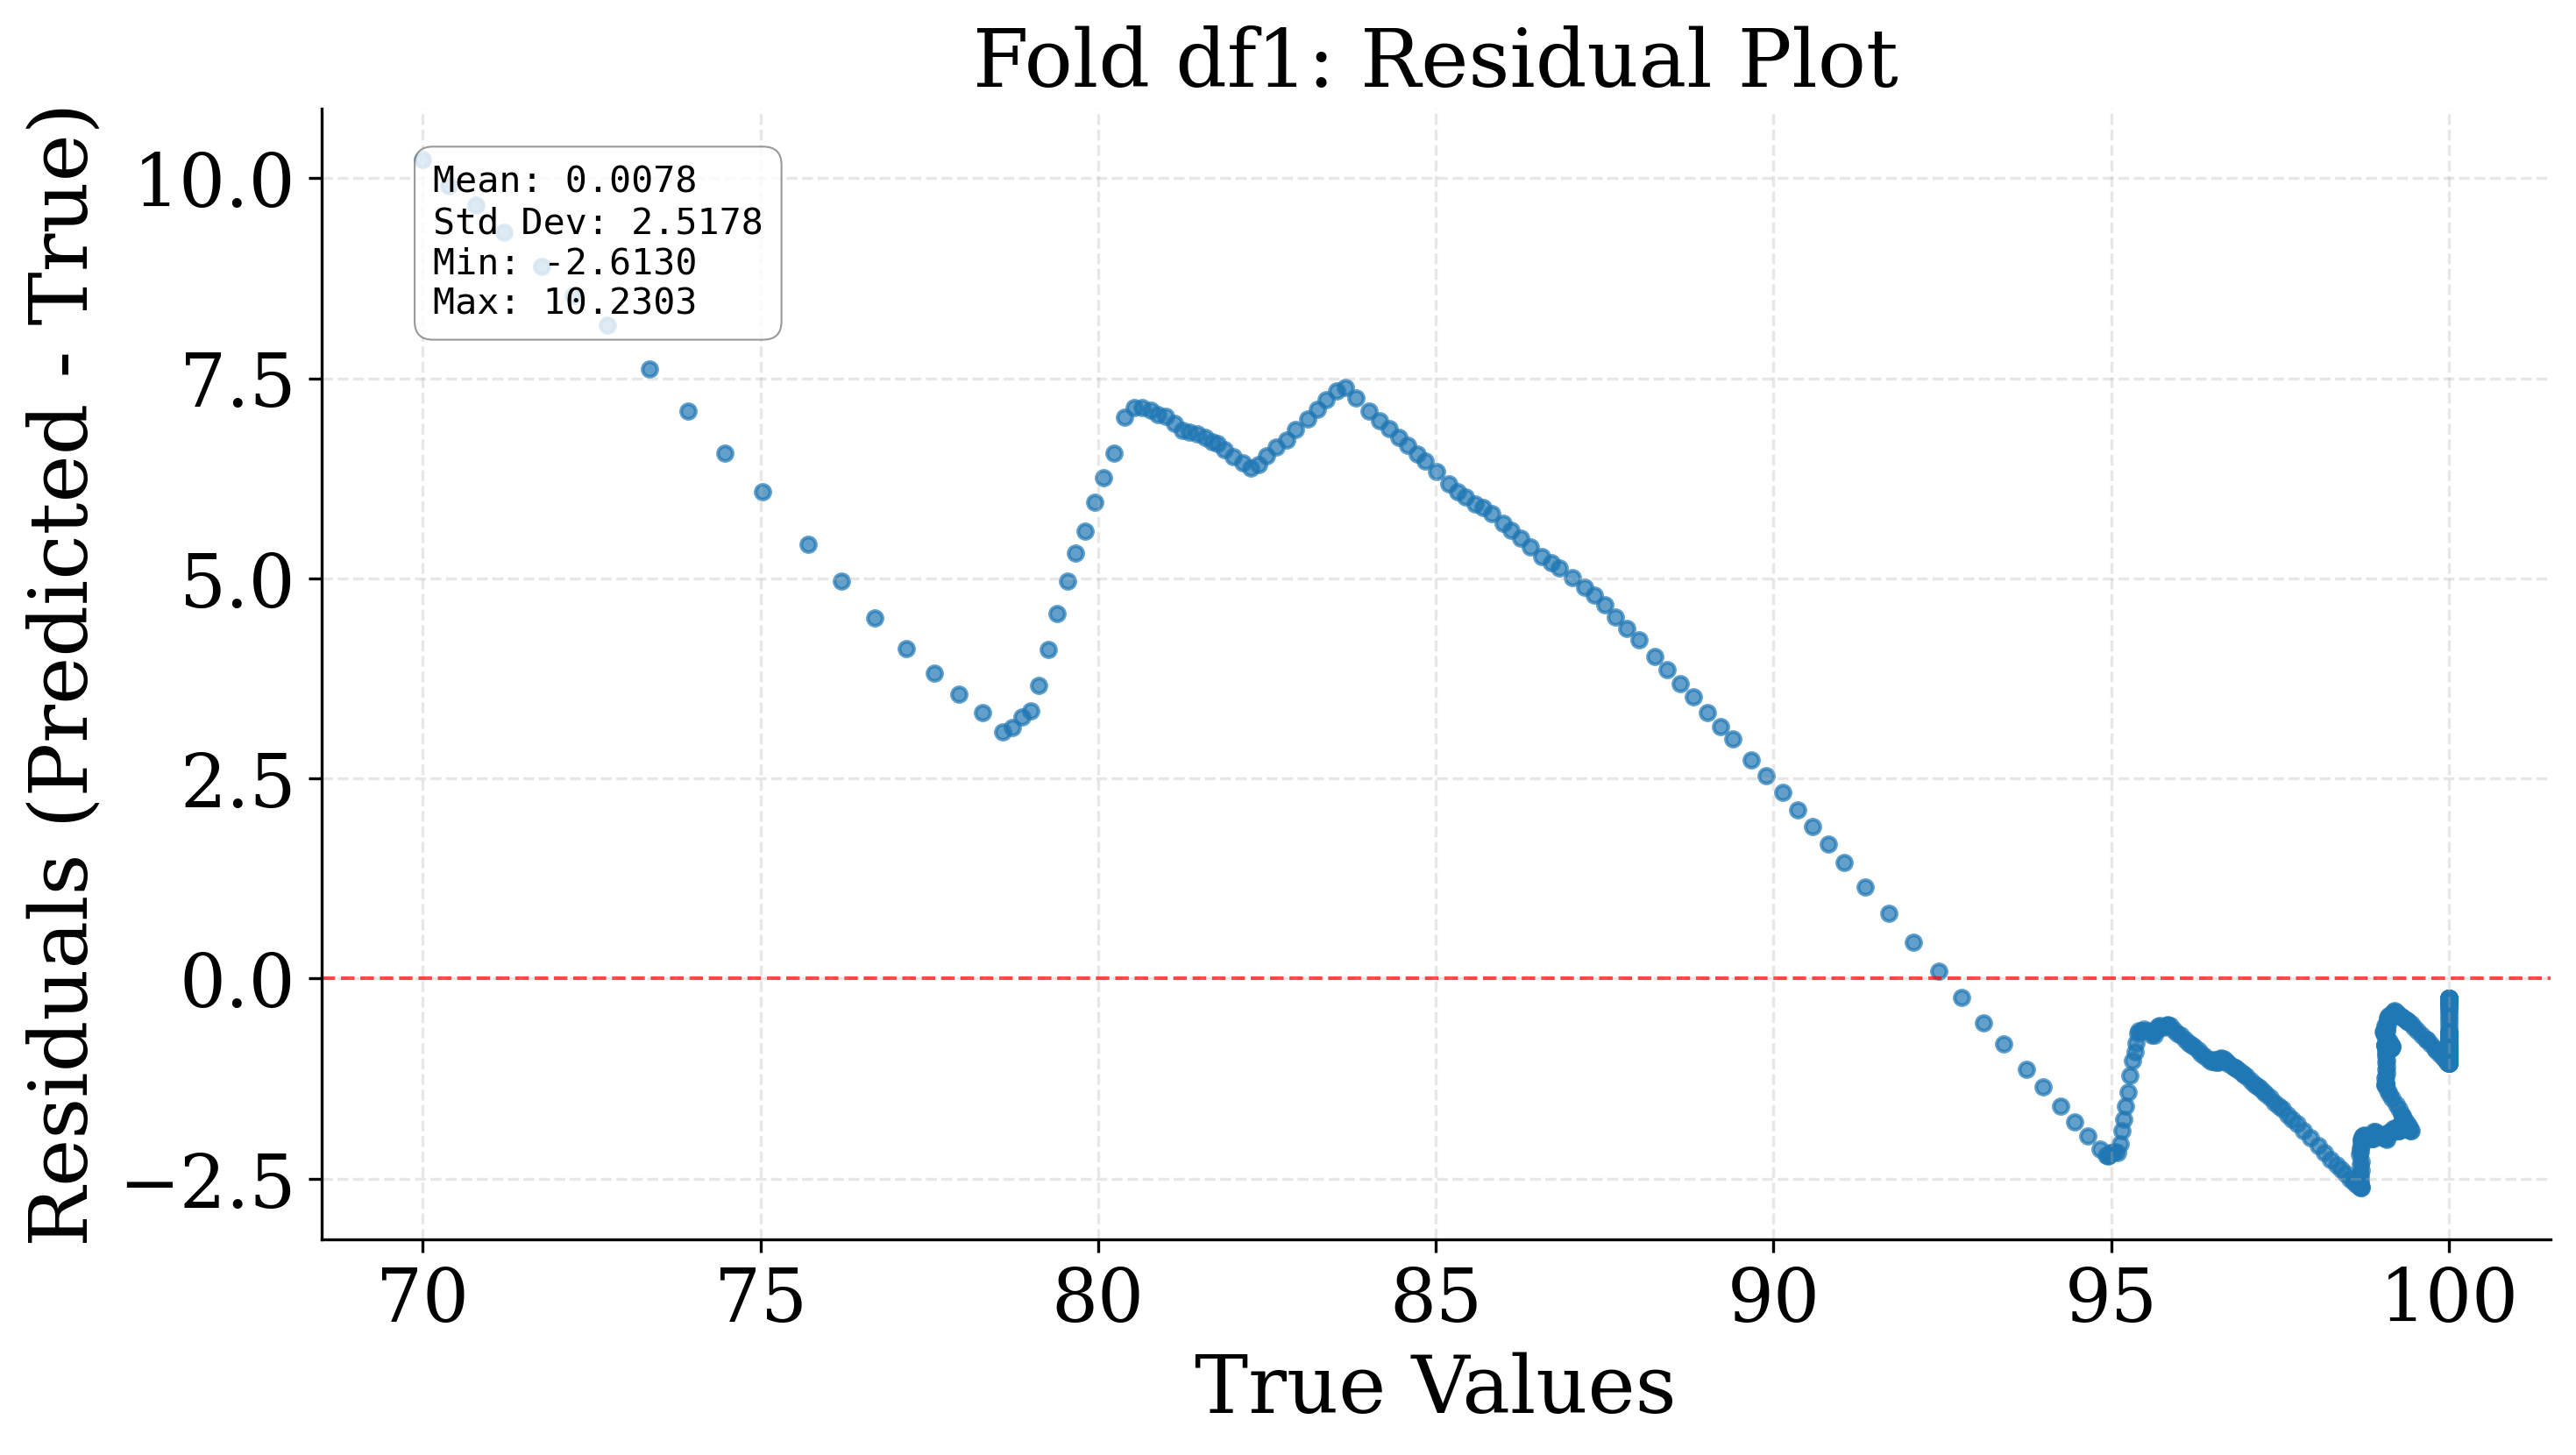 Fold df1: Residual Plot
Residuals (Predicted - True)
10.0
7.5
5.0
2.5
0.0
−2.5
Mean: 0.0078
Std Dev: 2.5178
Min: -2.6130
Max: 10.2303
70 75 80 85 90 95 100
True Values